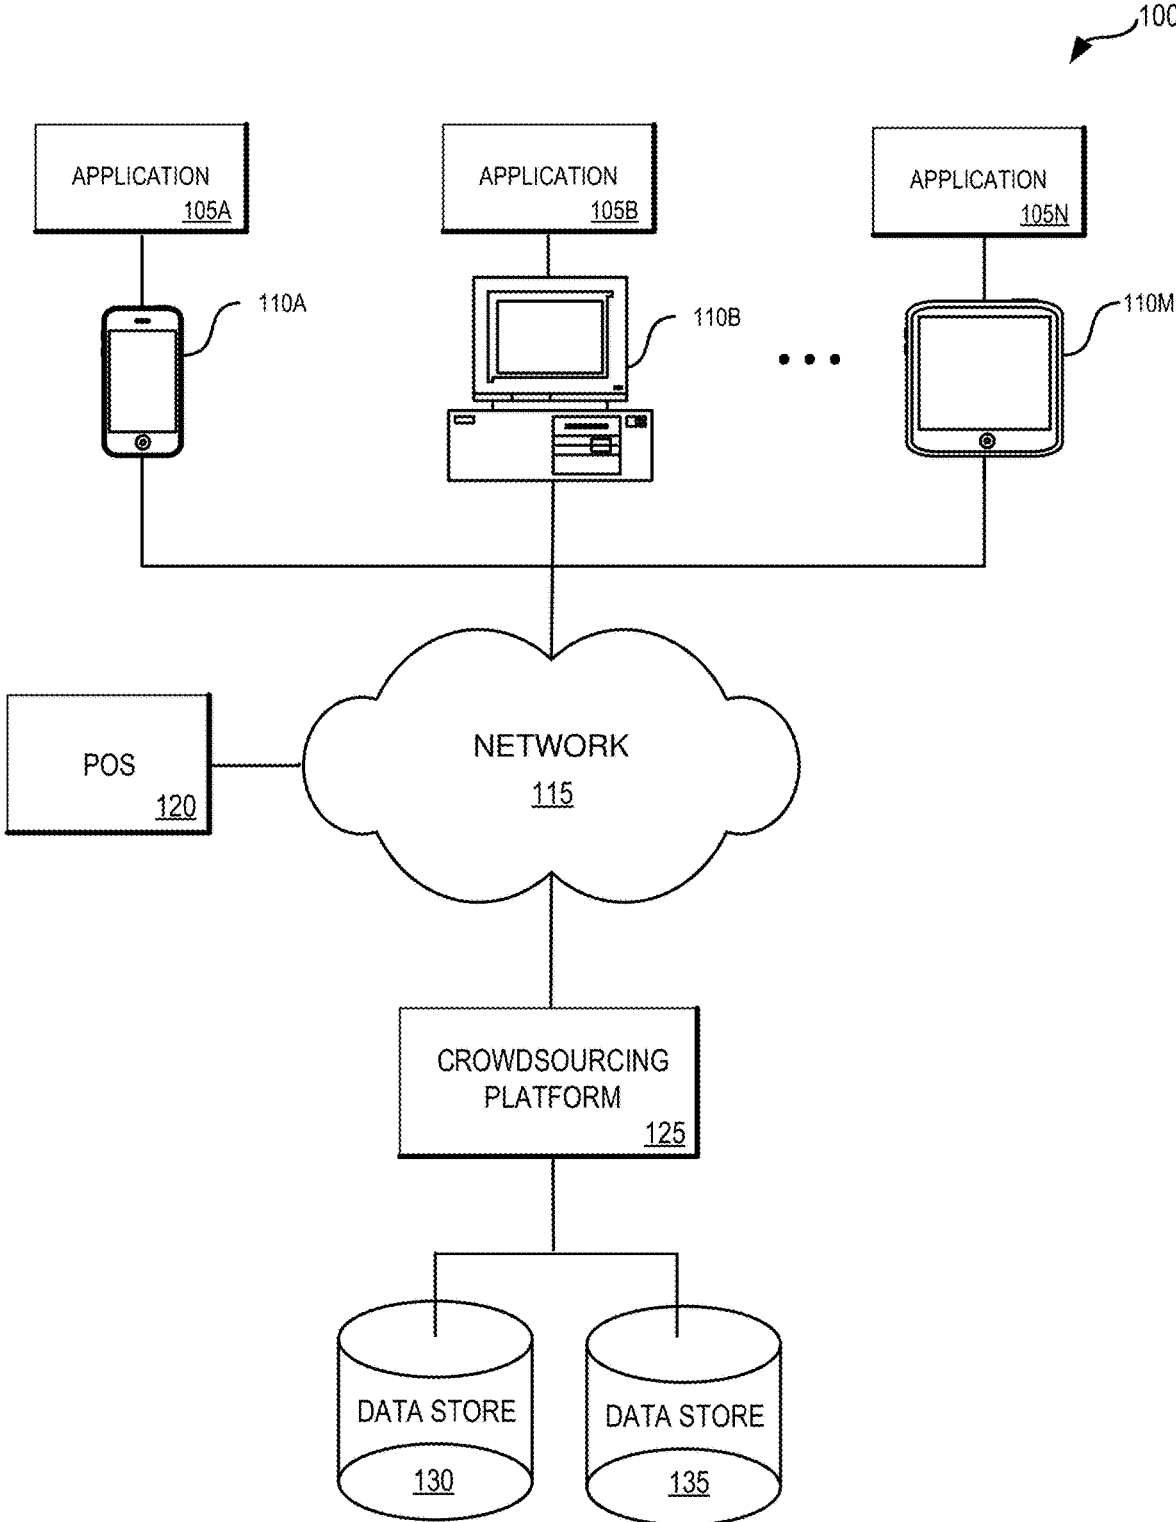 100
APPLICATION
105A
APPLICATION
105B
APPLICATION
105N
110A
110B
110M
NETWORK
115
POS
120
CROWDSOURCING
PLATFORM
125
DATA STORE
130
DATA STORE
135